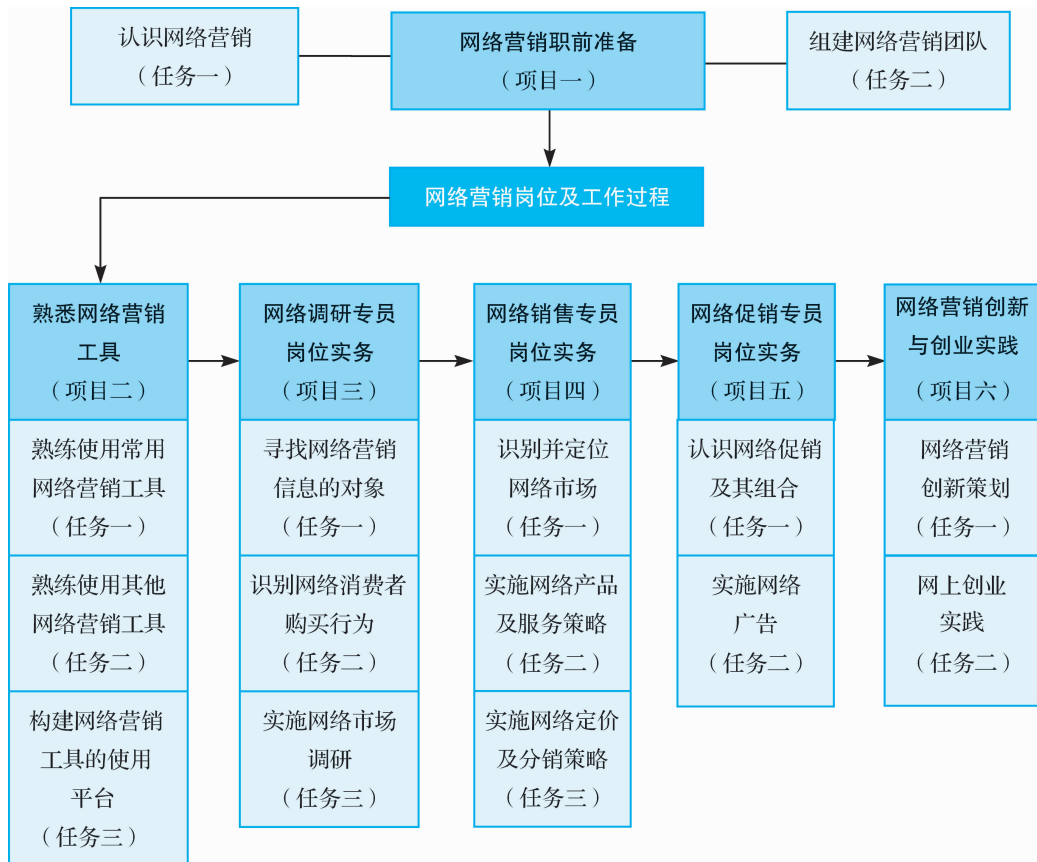 认识网络营销
（任务一）
网络营销职前准备
（项目一）
组建网络营销团队
（任务二）
网络营销岗位及工作过程
熟悉网络营销
工具
（项目二）
熟练使用常用
网络营销工具
（任务一）
熟练使用其他
网络营销工具
（任务二）
构建网络营销
工具的使用
平台
（任务三）
网络调研专员
岗位实务
（项目三）
寻找网络营销
信息的对象
（任务一）
识别网络消费者
购买行为
（任务二）
实施网络市场
调研
（任务三）
网络销售专员
岗位实务
（项目四）
识别并定位
网络市场
（任务一）
实施网络产品
及服务策略
（任务二）
实施网络定价
及分销策略
（任务三）
网络促销专员
岗位实务
（项目五）
认识网络促销
及其组合
（任务一）
实施网络
广告
（任务二）
网络营销创新
与创业实践
（项目六）
网络营销
创新策划
（任务一）
网上创业
实践
（任务二）